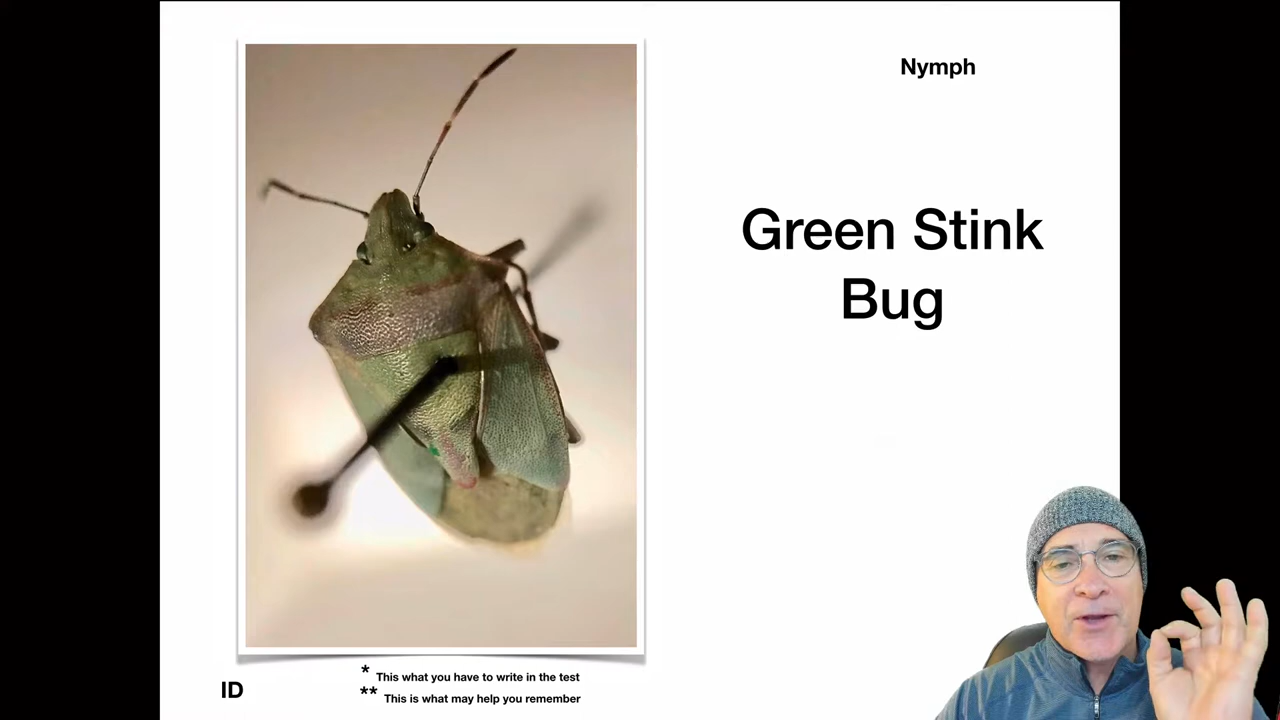 Nymph
Green Stink
Bug
* This what you have to write in the test
** This is what may help you remember
ID